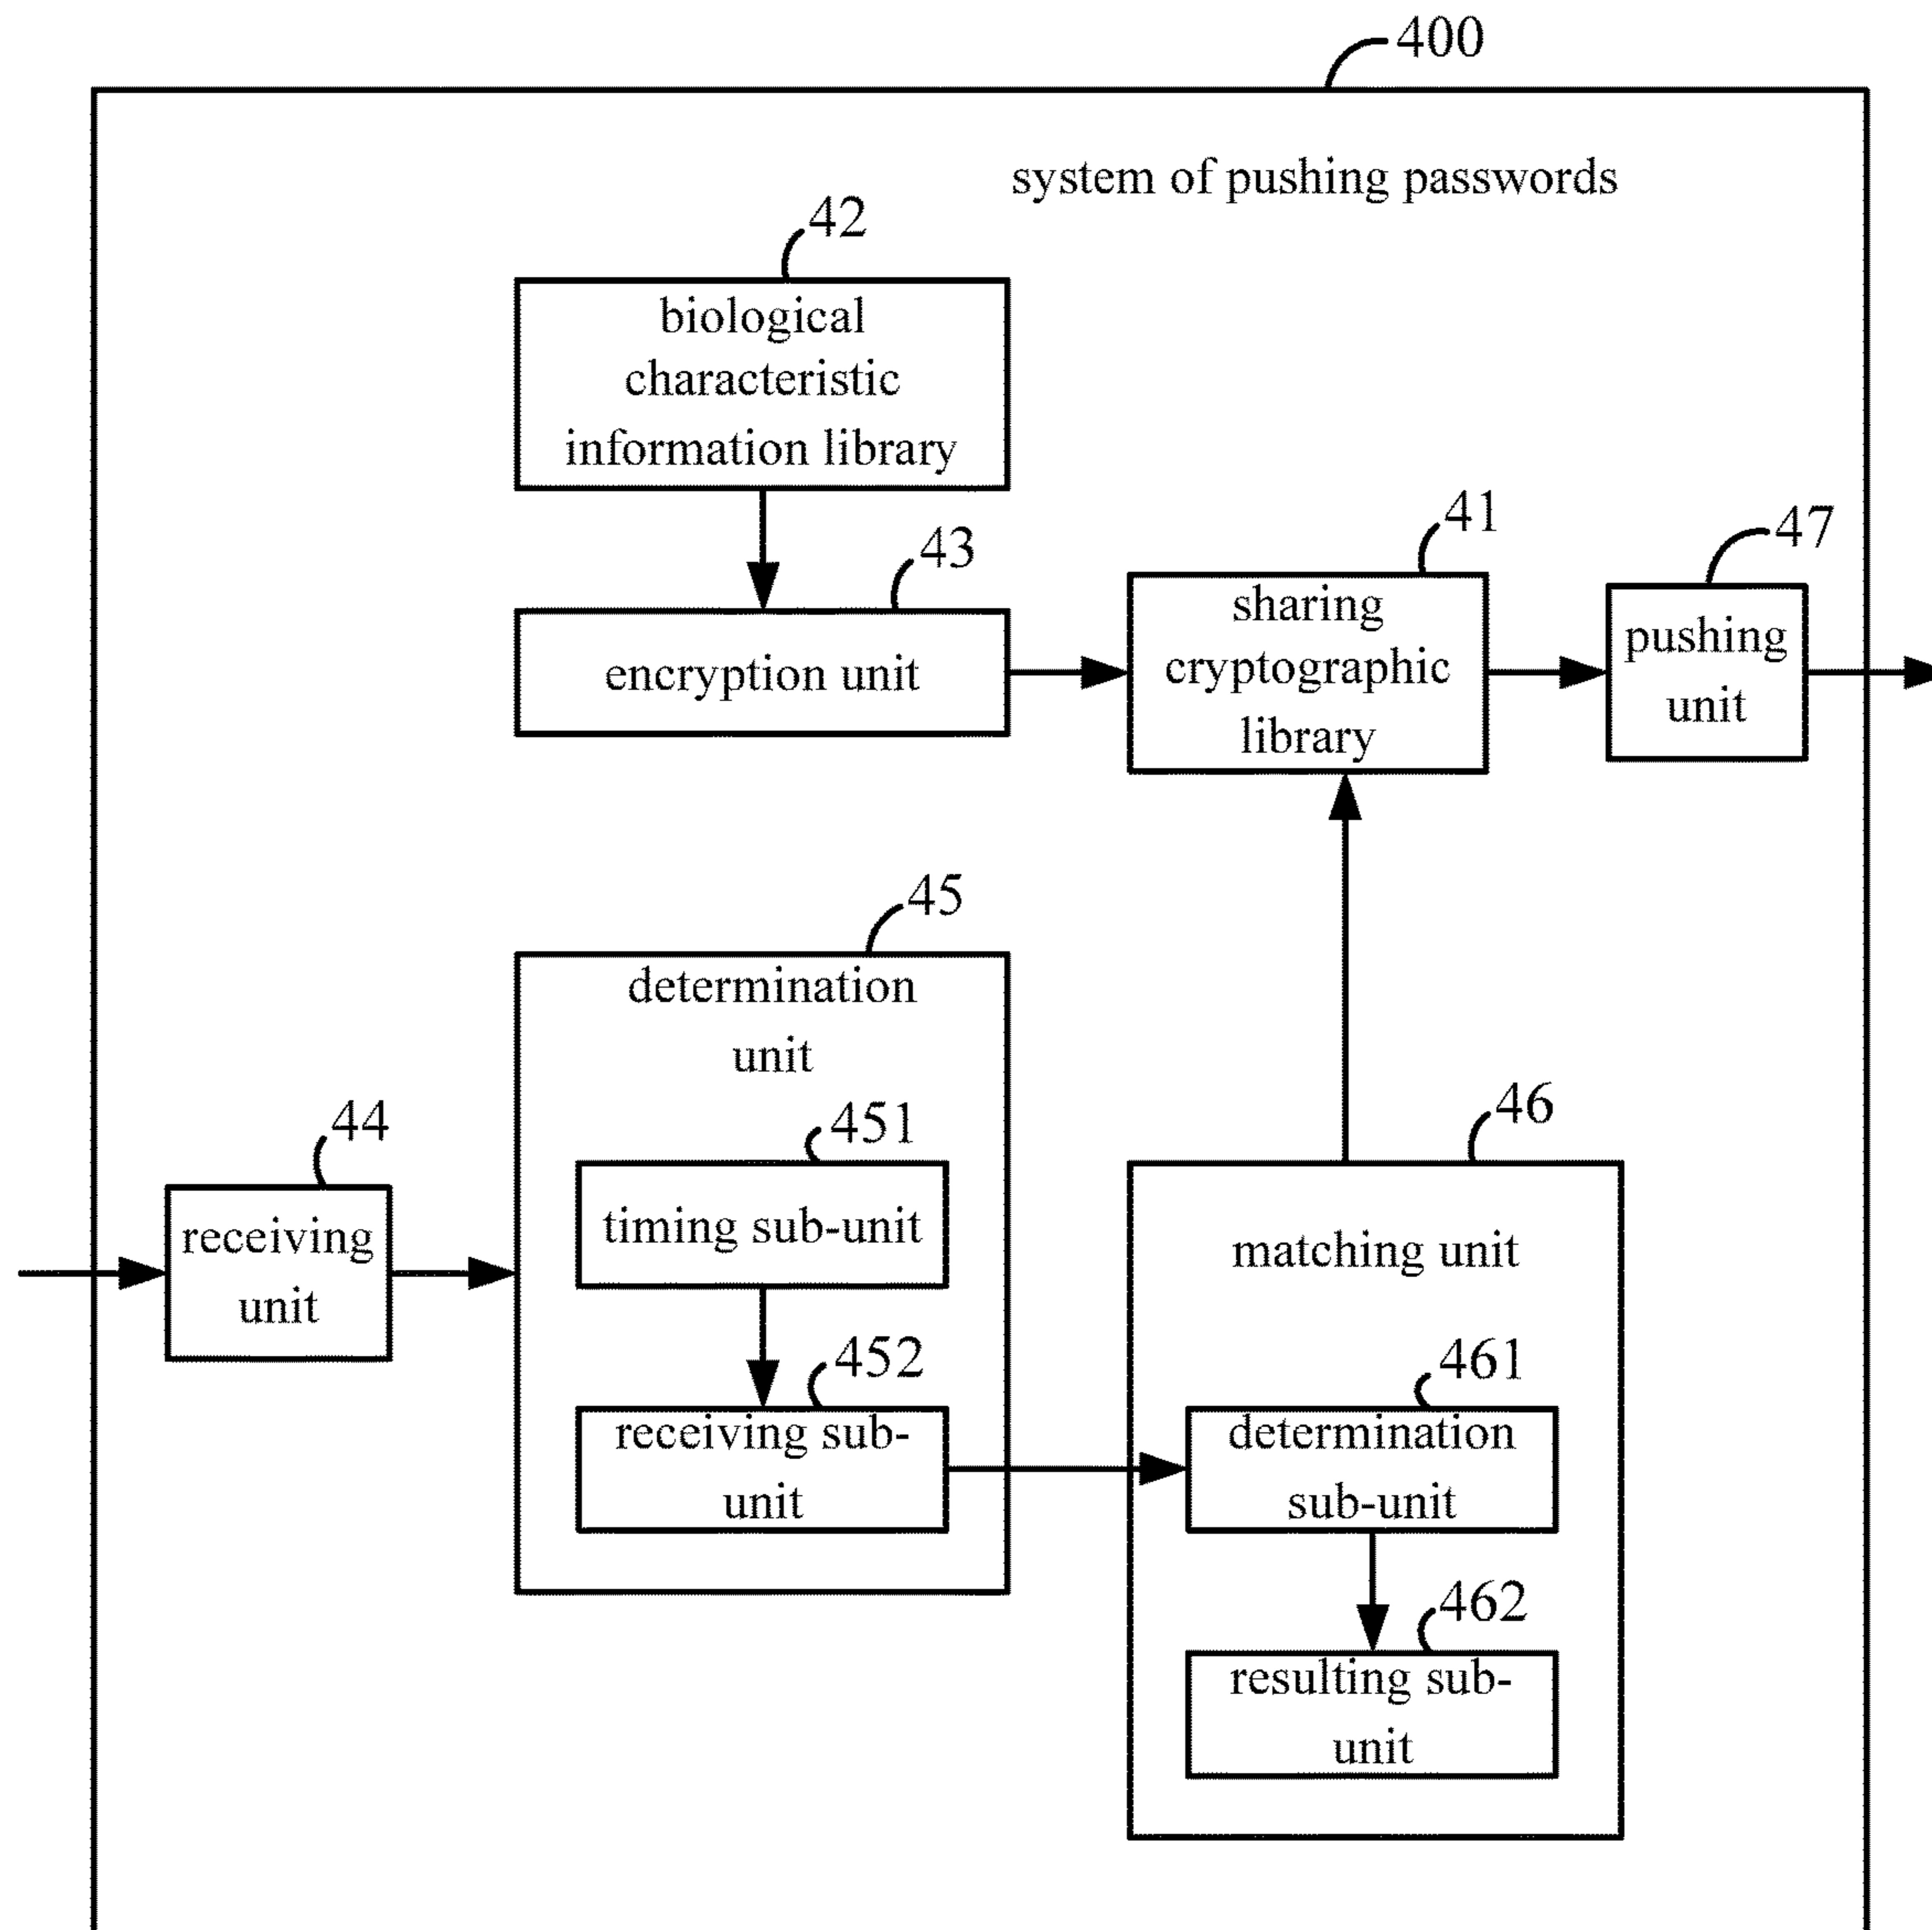 400
system of pushing passwords
42
biological
characteristic
information library
43
encryption unit
41
sharing
cryptographic
library
47
pushing
unit
45
determination
unit
451
timing sub-unit
44
receiving
unit
452
receiving sub-
unit
46
matching unit
461
determination
sub-unit
462
resulting sub-
unit